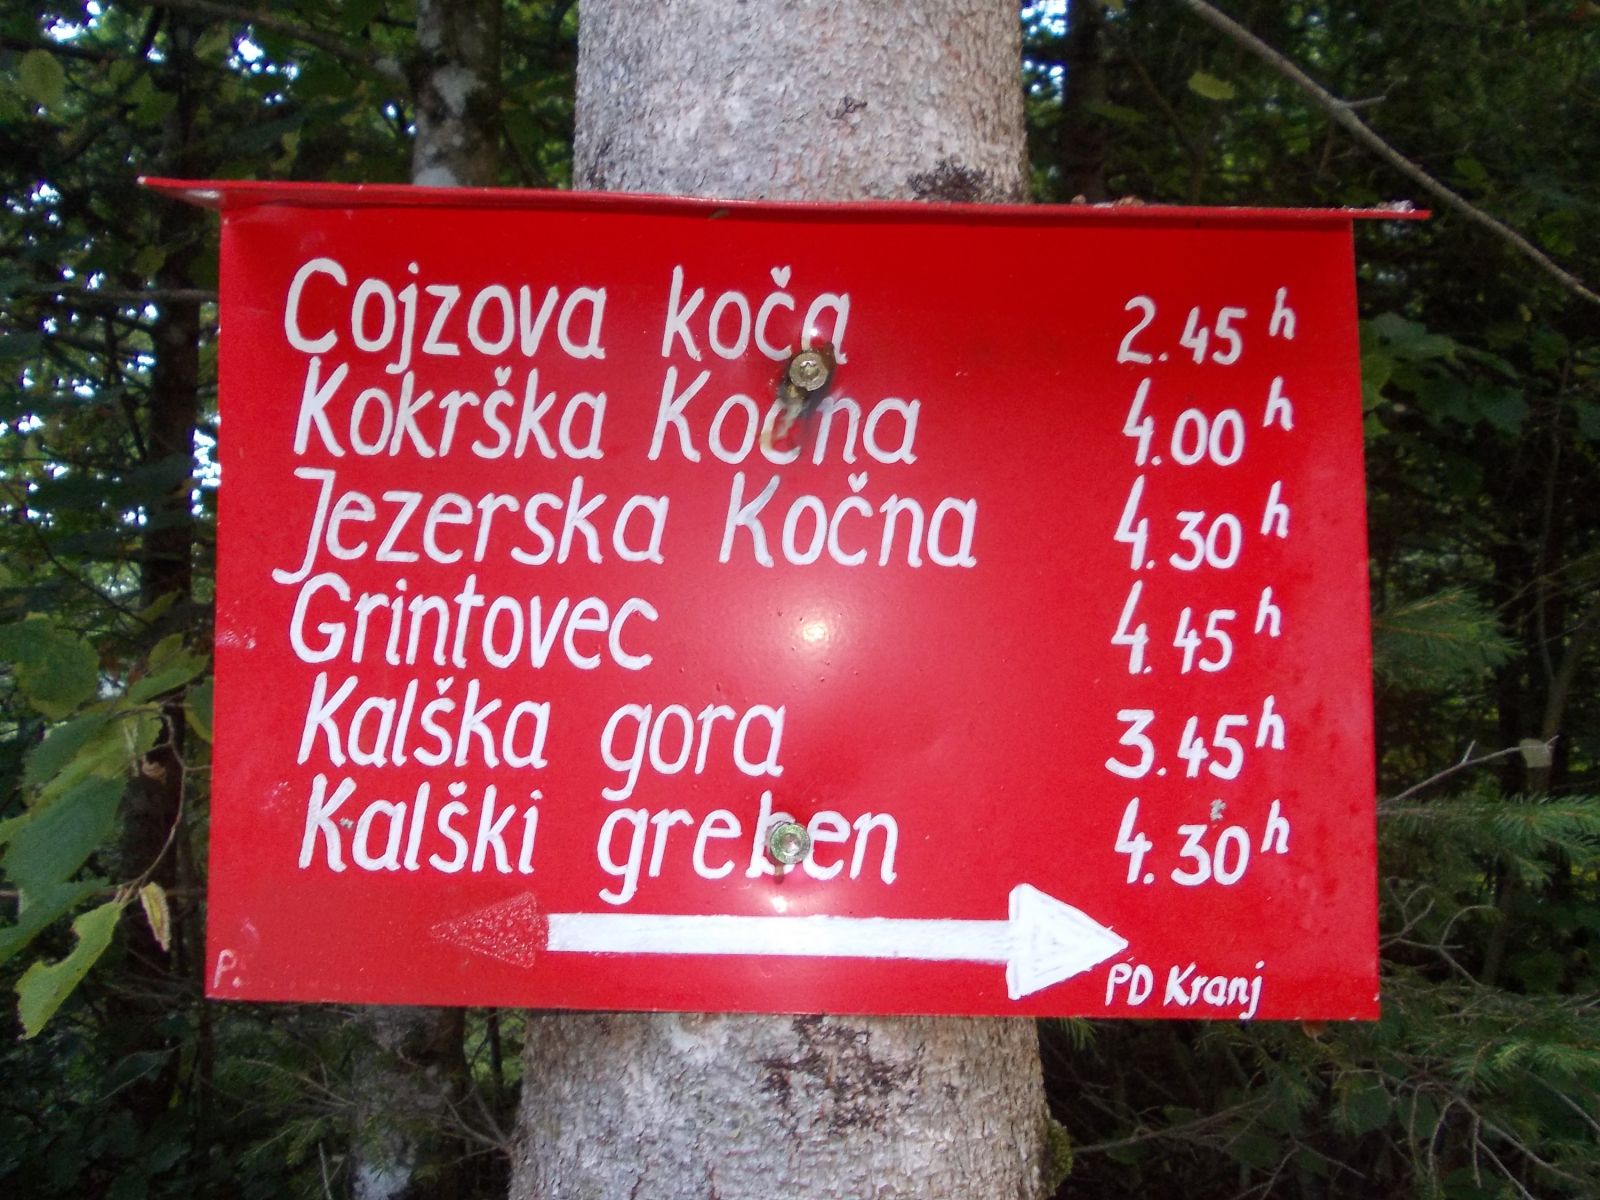 Cojzova koča 2.45 h
Kokrška Kočna 4.00 h
Jezerska Kočna 4.30 h
Grintovec 4.45 h
Kalška gora 3.45 h
Kalški greben 4.30 h
P.
PD Kranj